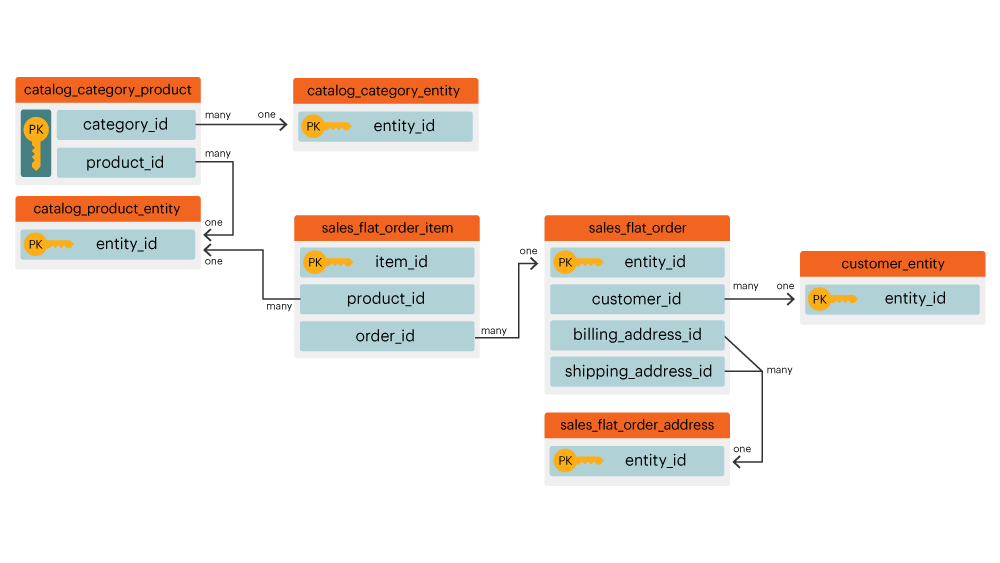 catalog_category_product
PK
category_id
product_id
many
one
many
catalog_category_entity
PK
entity_id
catalog_product_entity
PK
entity_id
one
one
many
sales_flat_order_item
PK
item_id
product_id
order_id
many
one
sales_flat_order
PK
entity_id
customer_id
billing_address_id
shipping_address_id
many
one
many
customer_entity
PK
entity_id
sales_flat_order_address
PK
entity_id
one